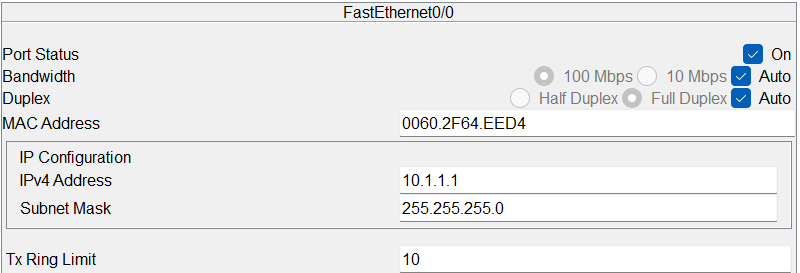 FastEthernet0/0
Port Status On
Bandwidth 100 Mbps 10 Mbps Auto
Duplex Half Duplex Full Duplex Auto
MAC Address 0060.2F64.EED4
IP Configuration
IPv4 Address 10.1.1.1
Subnet Mask 255.255.255.0
Tx Ring Limit 10